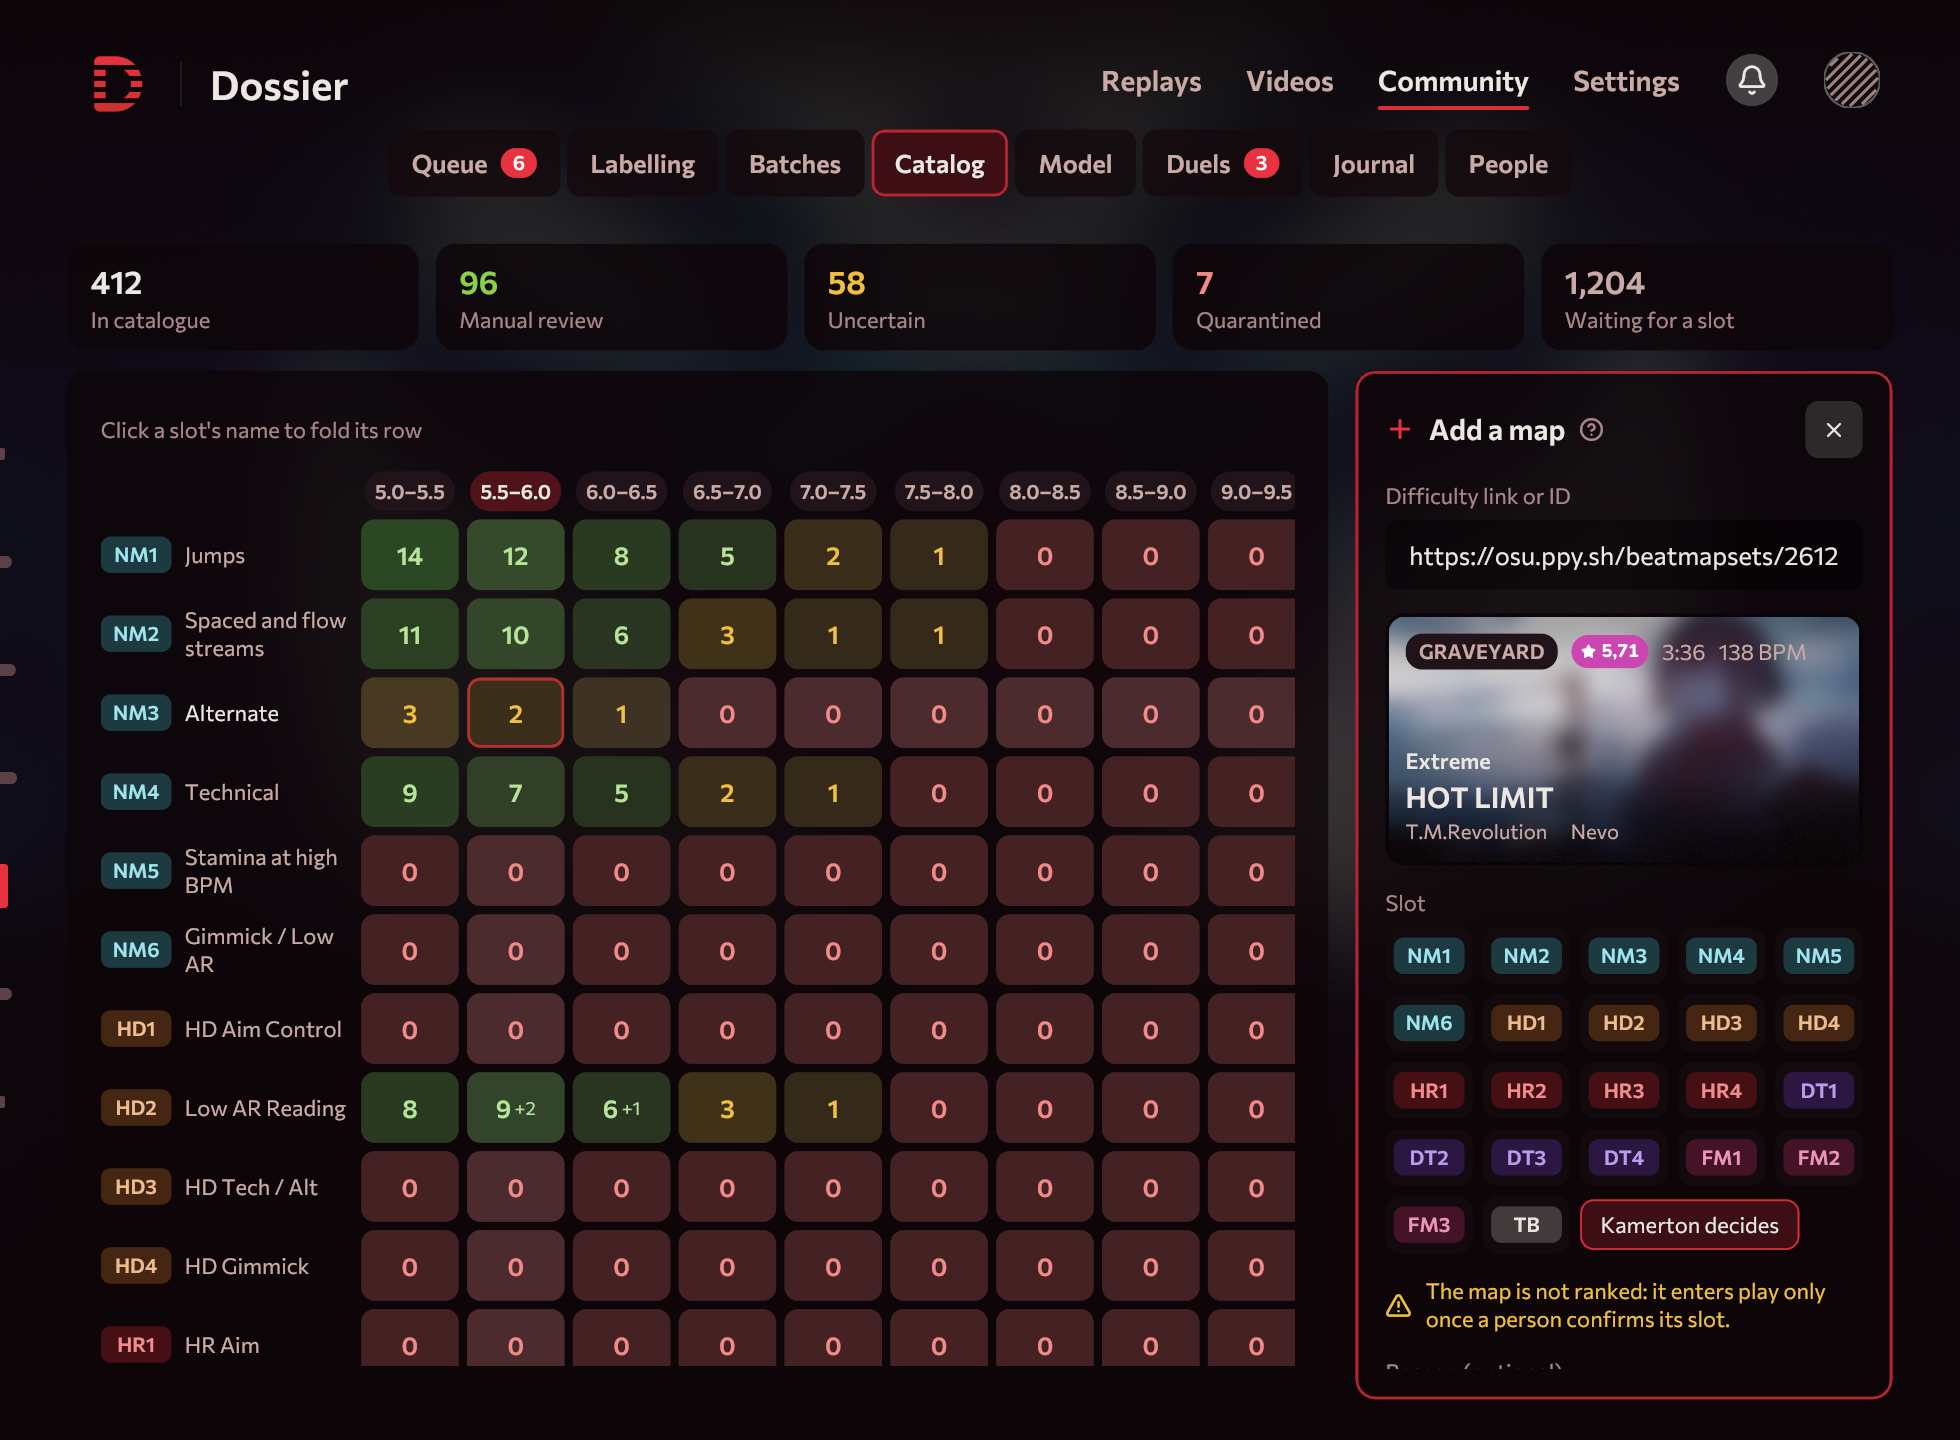 Dossier
Replays Videos Community Settings
Queue 6 Labelling Batches Catalog Model Duels 3 Journal People
412
In catalogue
96
Manual review
58
Uncertain
7
Quarantined
1,204
Waiting for a slot
Click a slot's name to fold its row
5.0–5.5 5.5–6.0 6.0–6.5 6.5–7.0 7.0–7.5 7.5–8.0 8.0–8.5 8.5–9.0 9.0–9.5
NM1 Jumps 14 12 8 5 2 1 0 0 0
NM2 Spaced and flow streams 11 10 6 3 1 1 0 0 0
NM3 Alternate 3 2 1 0 0 0 0 0 0
NM4 Technical 9 7 5 2 1 0 0 0 0
NM5 Stamina at high BPM 0 0 0 0 0 0 0 0 0
NM6 Gimmick / Low AR 0 0 0 0 0 0 0 0 0
HD1 HD Aim Control 0 0 0 0 0 0 0 0 0
HD2 Low AR Reading 8 9 +2 6 +1 3 1 0 0 0 0
HD3 HD Tech / Alt 0 0 0 0 0 0 0 0 0
HD4 HD Gimmick 0 0 0 0 0 0 0 0 0
HR1 HR Aim 0 0 0 0 0 0 0 0 0
Add a map
Difficulty link or ID
https://osu.ppy.sh/beatmapsets/2612
GRAVEYARD 5,71 3:36 138 BPM
Extreme
HOT LIMIT
T.M.Revolution Nevo
Slot
NM1 NM2 NM3 NM4 NM5
NM6 HD1 HD2 HD3 HD4
HR1 HR2 HR3 HR4 DT1
DT2 DT3 DT4 FM1 FM2
FM3 TB Kamerton decides
The map is not ranked: it enters play only
once a person confirms its slot.